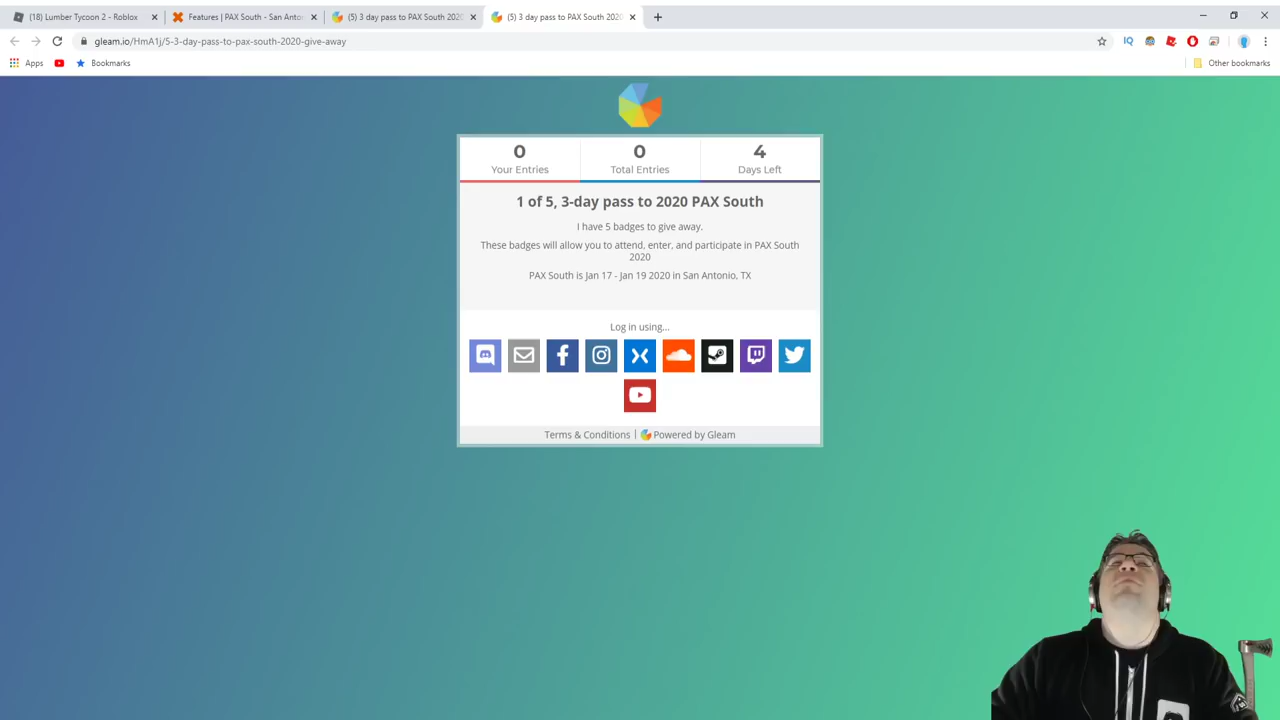 (18) Lumber Tycoon 2 - Roblox
Features | PAX South - San Anto
(5) 3 day pass to PAX South 2020
(5) 3 day pass to PAX South 2020
gleam.io/HmA1j/5-3-day-pass-to-pax-south-2020-give-away
Apps
Bookmarks
Other bookmarks
0
Your Entries
0
Total Entries
4
Days Left
1 of 5, 3-day pass to 2020 PAX South
I have 5 badges to give away.
These badges will allow you to attend, enter, and participate in PAX South
2020
PAX South is Jan 17 - Jan 19 2020 in San Antonio, TX
Log in using...
Terms & Conditions | Powered by Gleam